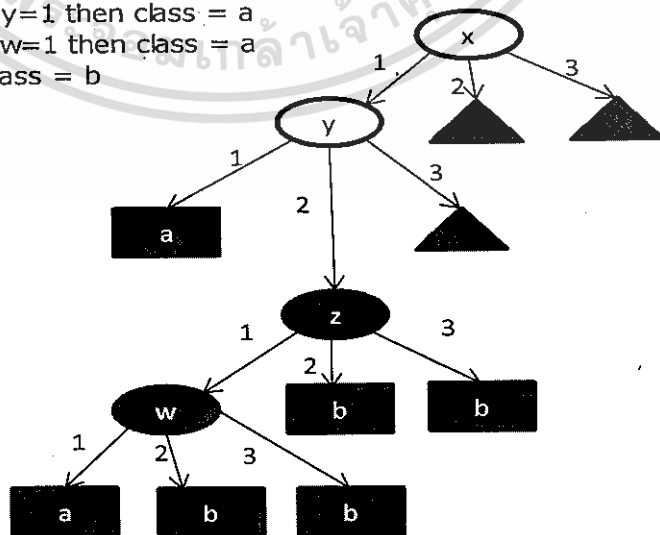 y=1 then class = a
w=1 then class = a
ass = b
x
1
2
3
y
1
2
3
a
z
1
2
3
w
b
b
1
2
3
a
b
b